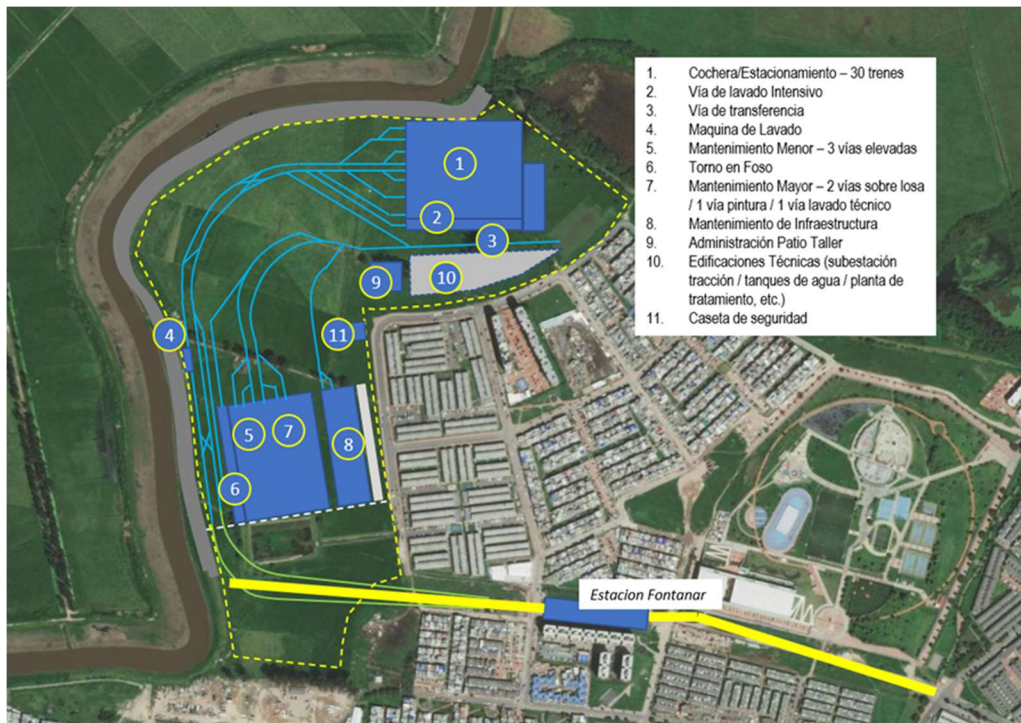 1. Cochera/Estacionamiento – 30 trenes
2. Vía de lavado Intensivo
3. Vía de transferencia
4. Maquina de Lavado
5. Mantenimiento Menor – 3 vías elevadas
6. Torno en Foso
7. Mantenimiento Mayor – 2 vías sobre losa
/ 1 vía pintura / 1 vía lavado técnico
8. Mantenimiento de Infraestructura
9. Administración Patio Taller
10. Edificaciones Técnicas (subestación
tracción / tanques de agua / planta de
tratamiento, etc.)
11. Caseta de seguridad
1
2
3
9
10
4
11
5
7
8
6
Estacion Fontanar